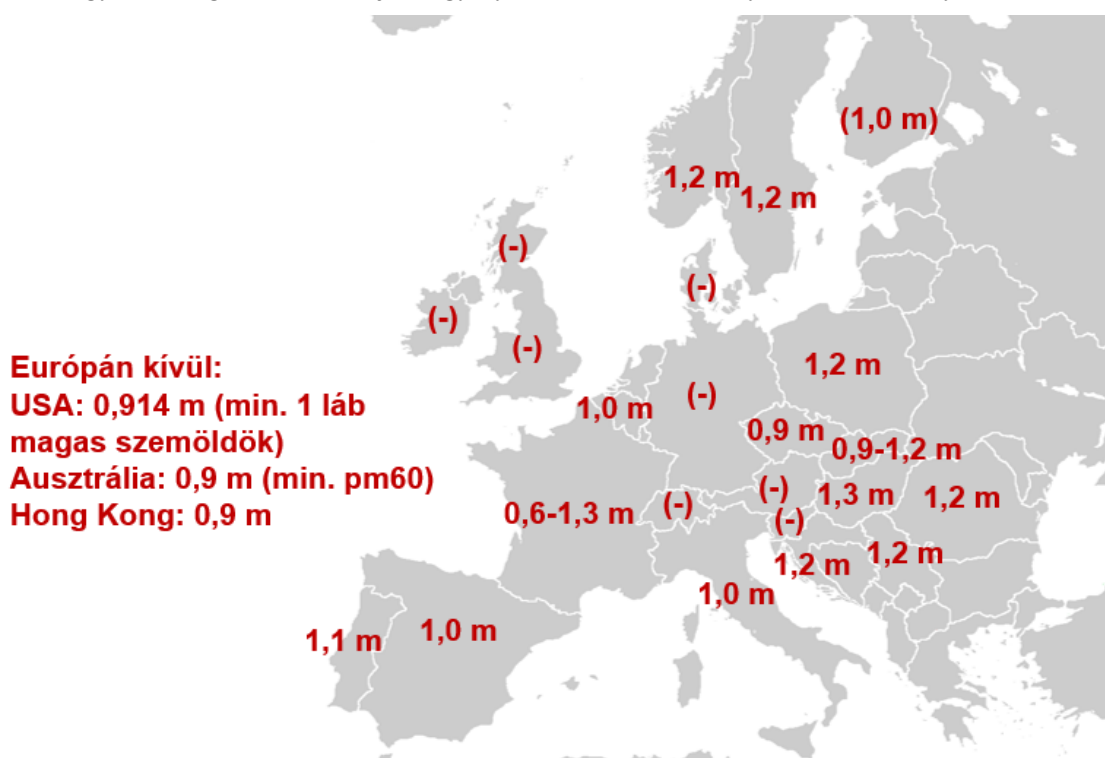 (1,0 m)
1,2 m
1,2 m
(-)
(-)
(-)
(-)
Európán kívül:
USA: 0,914 m (min. 1 láb
magas szemöldök)
Ausztrália: 0,9 m (min. pm60)
Hong Kong: 0,9 m
1,2 m
(-)
1,0 m
0,9 m
0,9-1,2 m
(-)
1,3 m
1,2 m
0,6-1,3 m
(-)
(-)
1,2 m
1,2 m
1,0 m
1,1 m
1,0 m